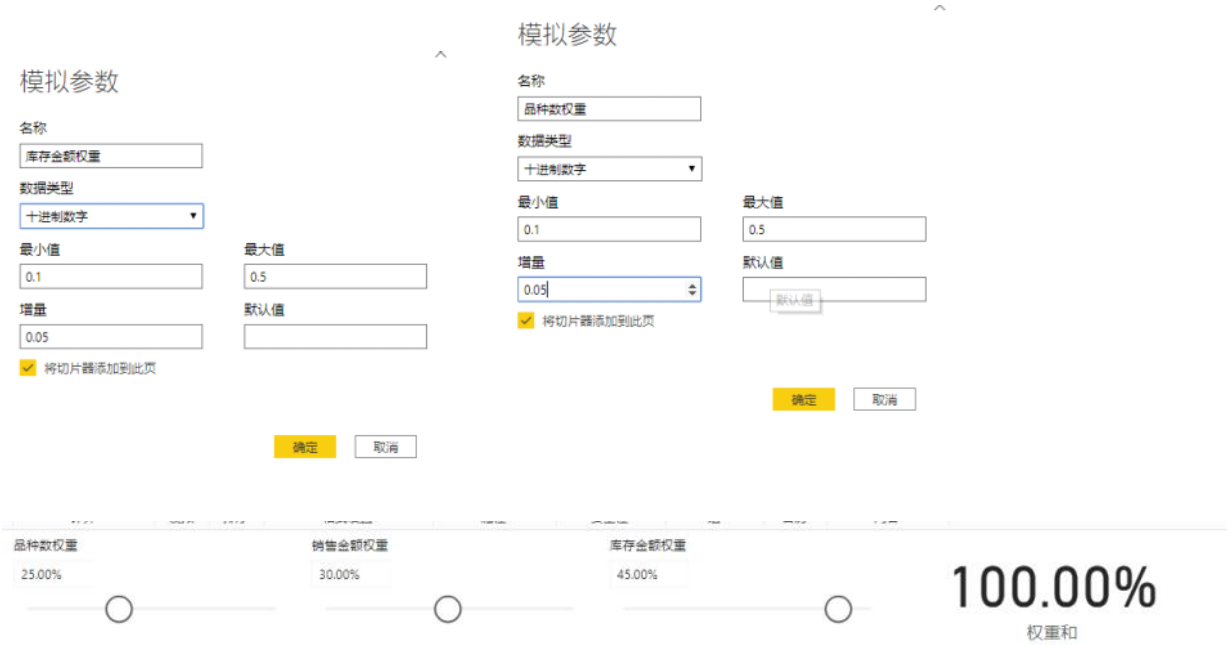 模拟参数
名称
库存金额权重
数据类型
十进制数字
最小值
最大值
0.1
0.5
增量
默认值
0.05
将切片器添加到此页
确定
取消
模拟参数
名称
品种数权重
数据类型
十进制数字
最小值
最大值
0.1
0.5
增量
默认值
0.05
默认值
将切片器添加到此页
确定
取消
品种数权重
销售金额权重
库存金额权重
25.00%
30.00%
45.00%
100.00%
权重和